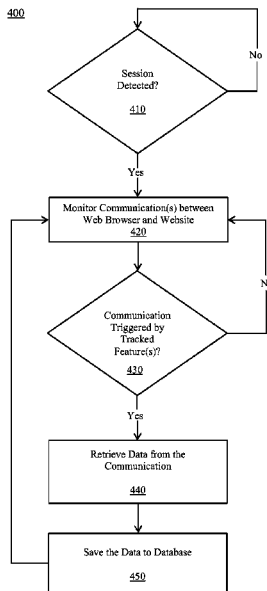 400
No
Session
Detected?
410
Yes
Monitor Communication(s) between
Web Browser and Website
420
N
Communication
Triggered by
Tracked
Feature(s)?
430
Yes
Retrieve Data from the
Communication
440
Save the Data to Database
450